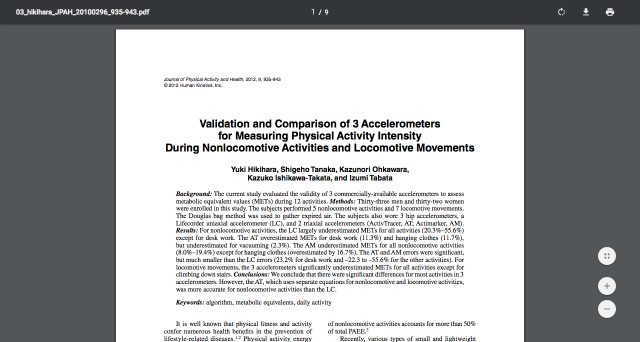 03_hikihara_JPAH_20100296_935-943.pdf
1 / 9
Journal of Physical Activity and Health, 2012, 9, 935-943
© 2012 Human Kinetics, Inc.
Validation and Comparison of 3 Accelerometers
for Measuring Physical Activity Intensity
During Nonlocomotive Activities and Locomotive Movements
Yuki Hikihara, Shigeho Tanaka, Kazunori Ohkawara,
Kazuko Ishikawa-Takata, and Izumi Tabata
Background: The current study evaluated the validity of 3 commercially-available accelerometers to assess
metabolic equivalent values (METs) during 12 activities. Methods: Thirty-three men and thirty-two women
were enrolled in this study. The subjects performed 5 nonlocomotive activities and 7 locomotive movements.
The Douglas bag method was used to gather expired air. The subjects also wore 3 hip accelerometers, a
Lifecorder uniaxial accelerometer (LC), and 2 triaxial accelerometers (ActivTracer, AT; Actimarker, AM).
Results: For nonlocomotive activities, the LC largely underestimated METs for all activities (20.3%–55.6%)
except for desk work. The AT overestimated METs for desk work (11.3%) and hanging clothes (11.7%),
but underestimated for vacuuming (2.3%). The AM underestimated METs for all nonlocomotive activities
(8.0%–19.4%) except for hanging clothes (overestimated by 16.7%). The AT and AM errors were significant,
but much smaller than the LC errors (23.2% for desk work and –22.3 to –55.6% for the other activities). For
locomotive movements, the 3 accelerometers significantly underestimated METs for all activities except for
climbing down stairs. Conclusions: We conclude that there were significant differences for most activities in 3
accelerometers. However, the AT, which uses separate equations for nonlocomotive and locomotive activities,
was more accurate for nonlocomotive activities than the LC.
Keywords: algorithm, metabolic equivalents, daily activity
It is well known that physical fitness and activity
confer numerous health benefits in the prevention of
lifestyle-related diseases.1,2 Physical activity energy
of nonlocomotive activities accounts for more than 50%
of total PAEE.5
Recently, various types of small and lightweight